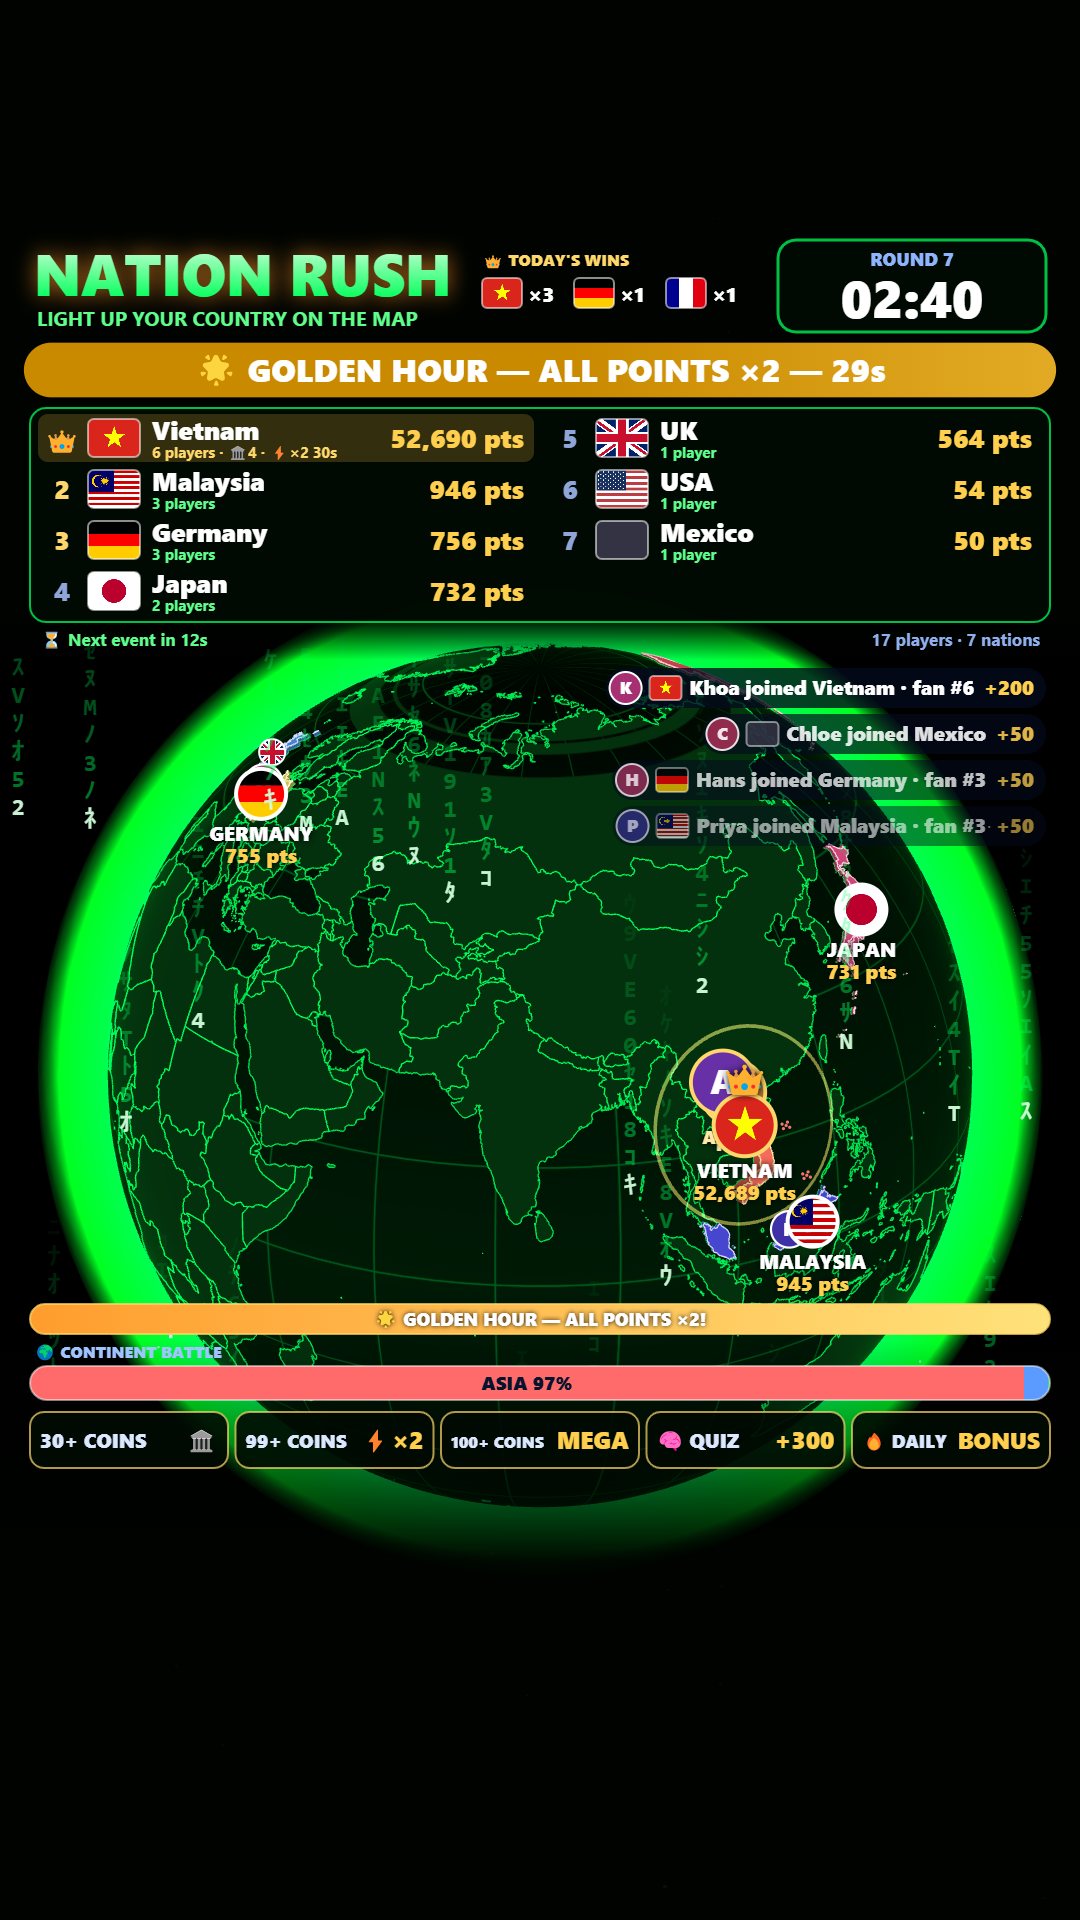 NATION RUSH
LIGHT UP YOUR COUNTRY ON THE MAP
TODAY'S WINS
×3 ×1 ×1
ROUND 7
02:40
GOLDEN HOUR — ALL POINTS ×2 — 29s
Vietnam 52,690 pts
6 players · 4 · ×2 30s
2 Malaysia 946 pts
3 players
3 Germany 756 pts
3 players
4 Japan 732 pts
2 players
5 UK 564 pts
1 player
6 USA 54 pts
1 player
7 Mexico 50 pts
1 player
Next event in 12s
17 players · 7 nations
K Khoa joined Vietnam · fan #6 +200
C Chloe joined Mexico +50
H Hans joined Germany · fan #3 +50
P Priya joined Malaysia · fan #3 +50
GERMANY
755 pts
JAPAN
731 pts
VIETNAM
52,689 pts
MALAYSIA
945 pts
GOLDEN HOUR — ALL POINTS ×2!
CONTINENT BATTLE
ASIA 97%
30+ COINS
99+ COINS ×2
100+ COINS MEGA
QUIZ +300
DAILY BONUS